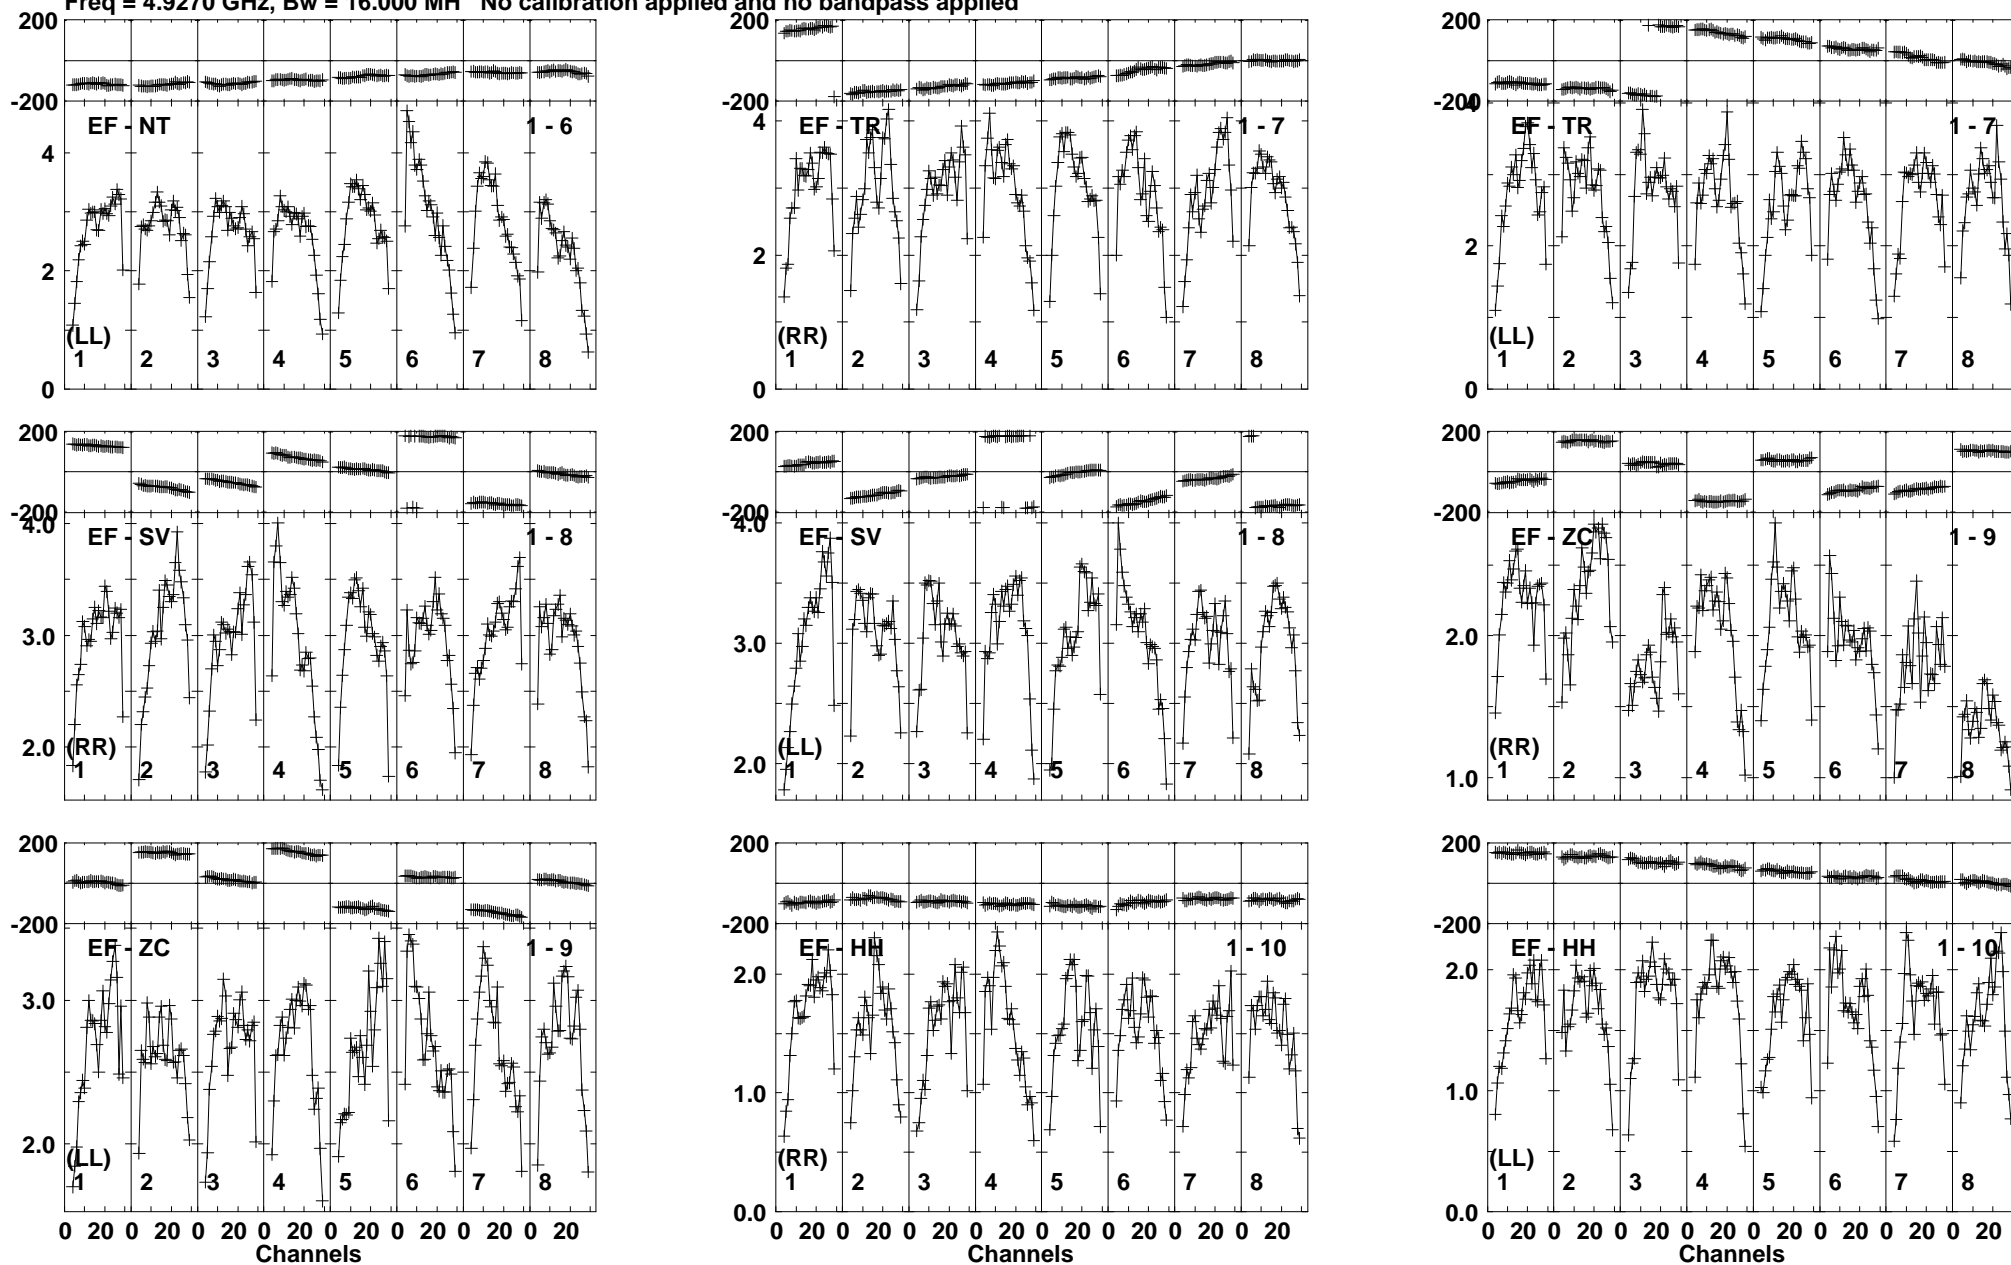 Freq = 4.9270 GHz, Bw = 16.000 MH No calibration applied and no bandpass applied
200 200 200
-200 -200 -200
EF - NT 1 - 6 EF - TR 1 - 7 EF - TR 1 - 7
4 4 4
2 2 2
(LL) (RR) (LL)
1 2 3 4 5 6 7 8 1 2 3 4 5 6 7 8 1 2 3 4 5 6 7 8
0 0 0
200 200 200
-200 -200 -200
4.0 4.0
EF - SV 1 - 8 EF - SV 1 - 8 EF - ZC 1 - 9
3.0 3.0 2.0
2.0 2.0 1.0
(RR) (LL) (RR)
1 2 3 4 5 6 7 8 1 2 3 4 5 6 7 8 1 2 3 4 5 6 7 8
200 200 200
-200 -200 -200
EF - ZC 1 - 9 EF - HH 1 - 10 EF - HH 1 - 10
3.0 2.0 2.0
2.0 1.0 1.0
(LL) (RR) (LL)
1 2 3 4 5 6 7 8 1 2 3 4 5 6 7 8 1 2 3 4 5 6 7 8
0.0 0.0
0 20 0 20 0 20 0 20 0 20 0 20 0 20 0 20 0 20 0 20 0 20 0 20 0 20 0 20 0 20 0 20 0 20 0 20 0 20 0 20 0 20 0 20 0 20 0 20
Channels Channels Channels